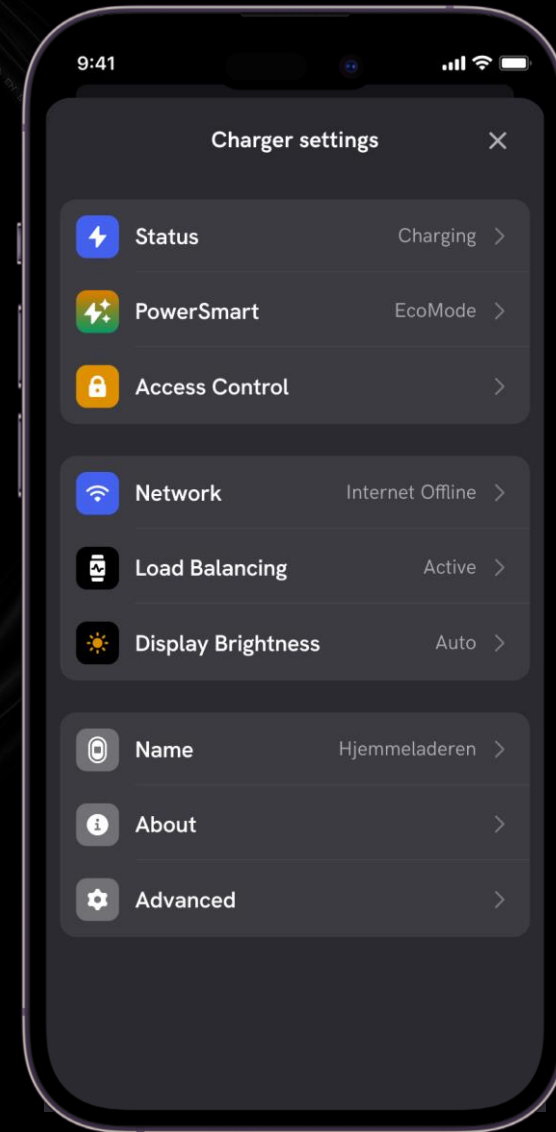 9:41
Charger settings
Status Charging
PowerSmart EcoMode
Access Control
Network Internet Offline
Load Balancing Active
Display Brightness Auto
Name Hjemmeladeren
About
Advanced